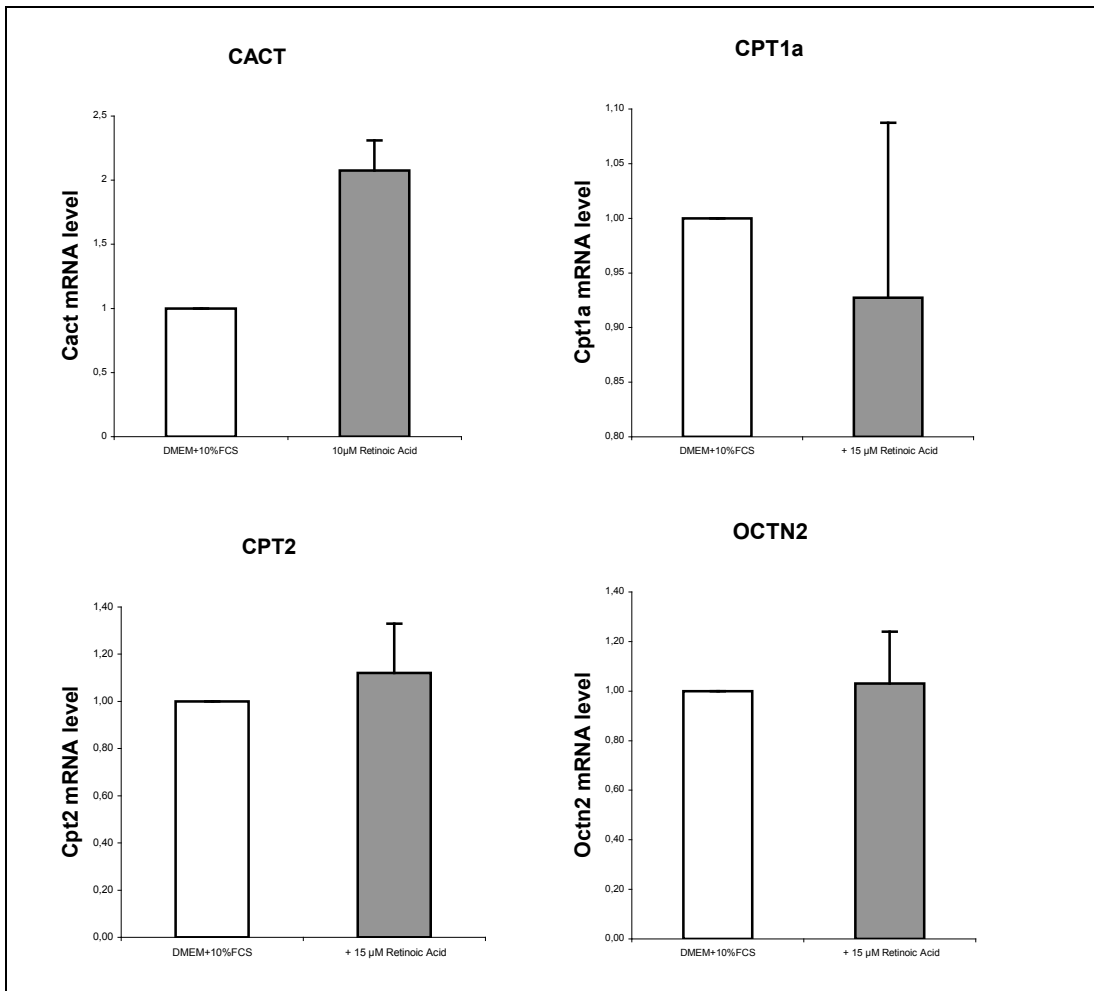 CACT
2,5
2
1,5
1
0,5
0
Cact mRNA level
DMEM+10%FCS
10µM Retinoic Acid
CPT1a
1,10
1,05
1,00
0,95
0,90
0,85
0,80
Cpt1a mRNA level
DMEM+10%FCS
+ 15 µM Retinoic Acid
CPT2
1,40
1,20
1,00
0,80
0,60
0,40
0,20
0,00
Cpt2 mRNA level
DMEM+10%FCS
+ 15 µM Retinoic Acid
OCTN2
1,40
1,20
1,00
0,80
0,60
0,40
0,20
0,00
Octn2 mRNA level
DMEM+10%FCS
+ 15 µM Retinoic Acid